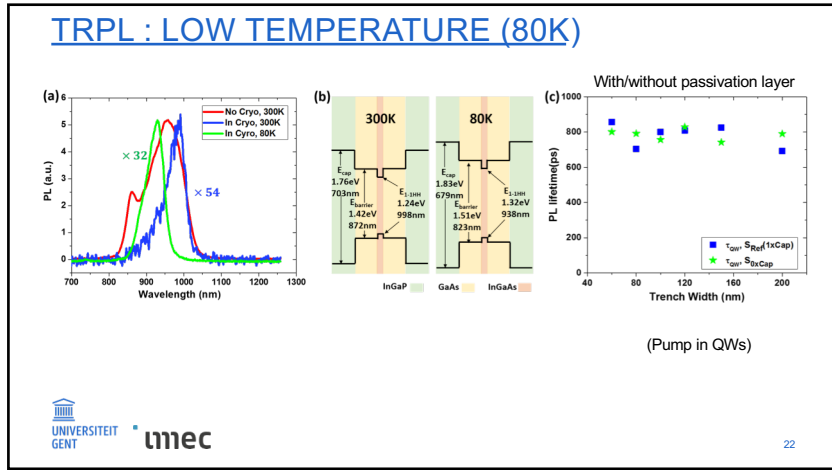 TRPL : LOW TEMPERATURE (80K)
(a)
6
5
4
3
2
1
0
PL (a.u.)
700 800 900 1000 1100 1200 1300
Wavelength (nm)
No Cryo, 300K
In Cryo, 300K
In Cyro, 80K
× 32
× 54
(b)
300K
80K
Ecap
1.76eV
703nm
Ebarrier
1.42eV
872nm
E1-1HH
1.24eV
998nm
Ecap
1.83eV
679nm
Ebarrier
1.51eV
823nm
E1-1HH
1.32eV
938nm
InGaP
GaAs
InGaAs
With/without passivation layer
(c)
1000
800
600
400
200
0
PL lifetime(ps)
40 80 120 160 200
Trench Width (nm)
τQW, SRef(1xCap)
τQW, S0xCap
(Pump in QWs)
UNIVERSITEIT
GENT
imec
22